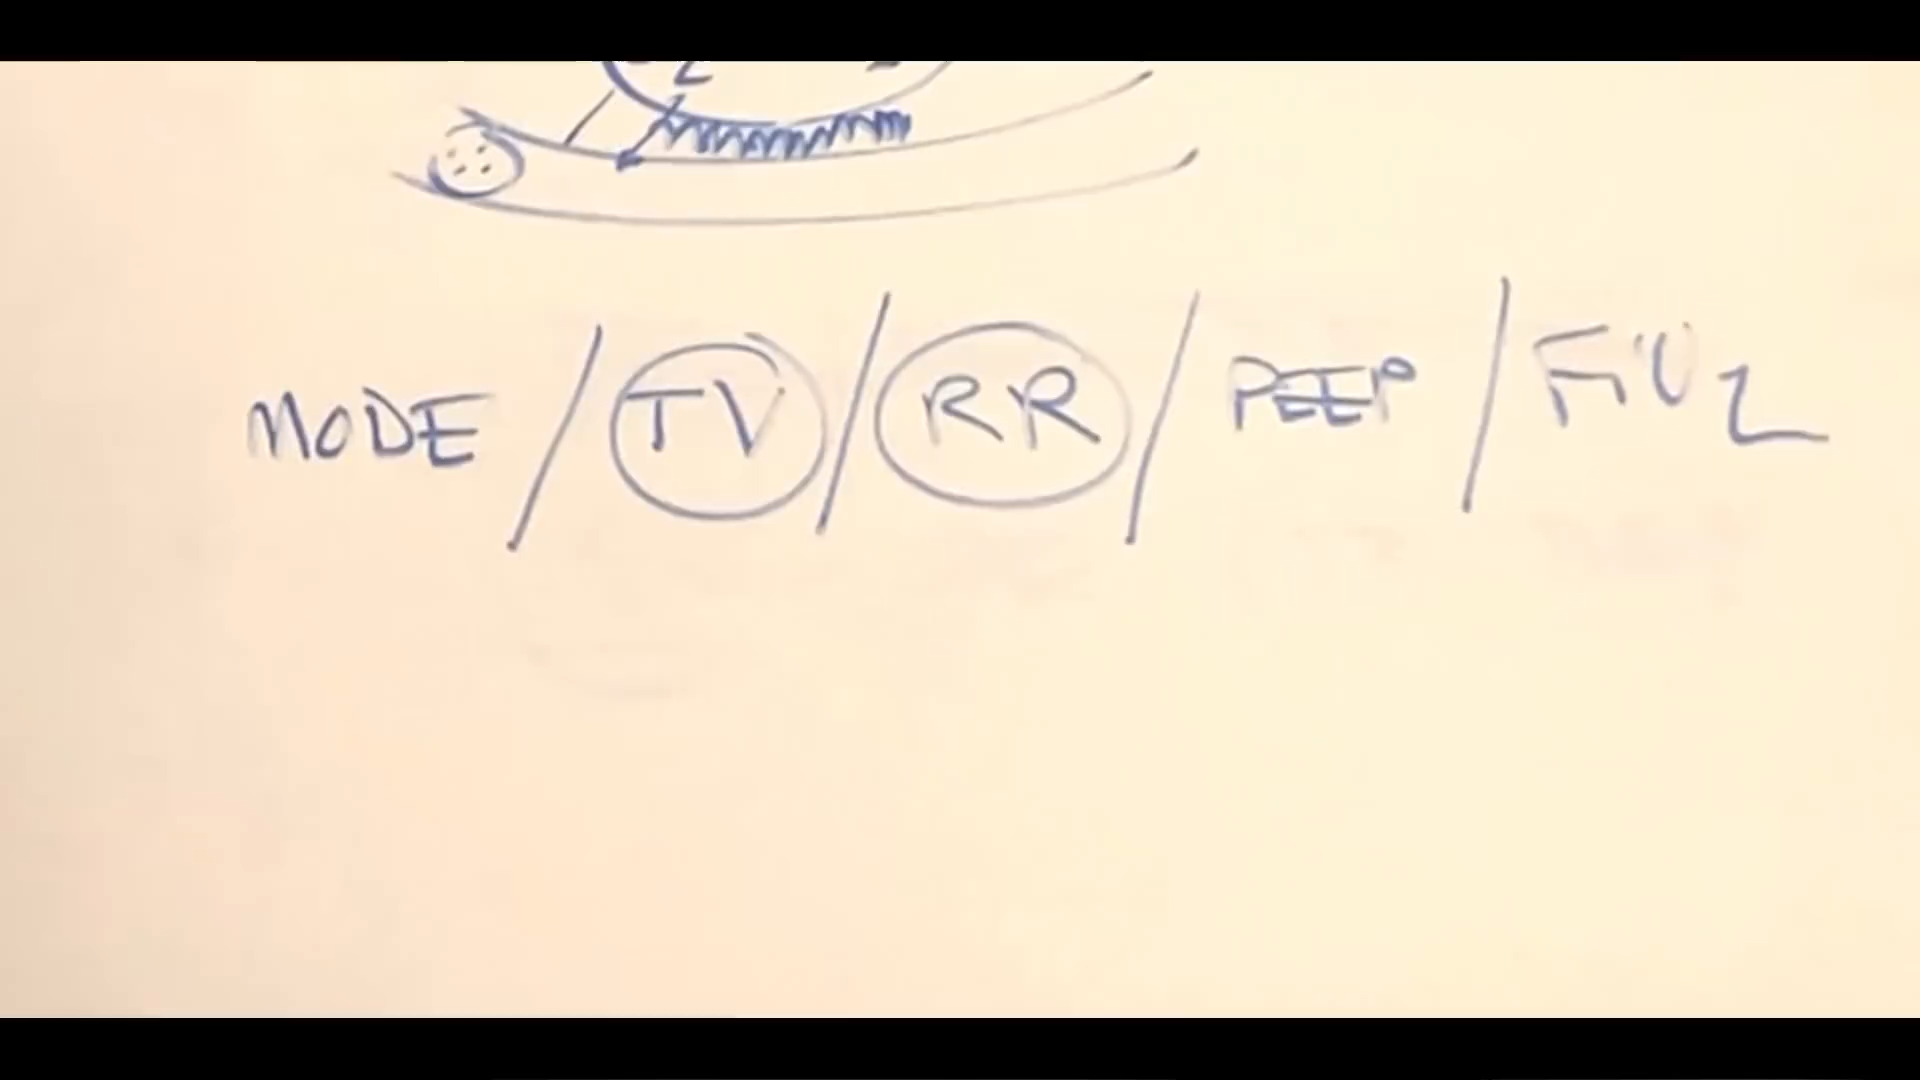 MODE / TV / RR / PEEP / FiO2